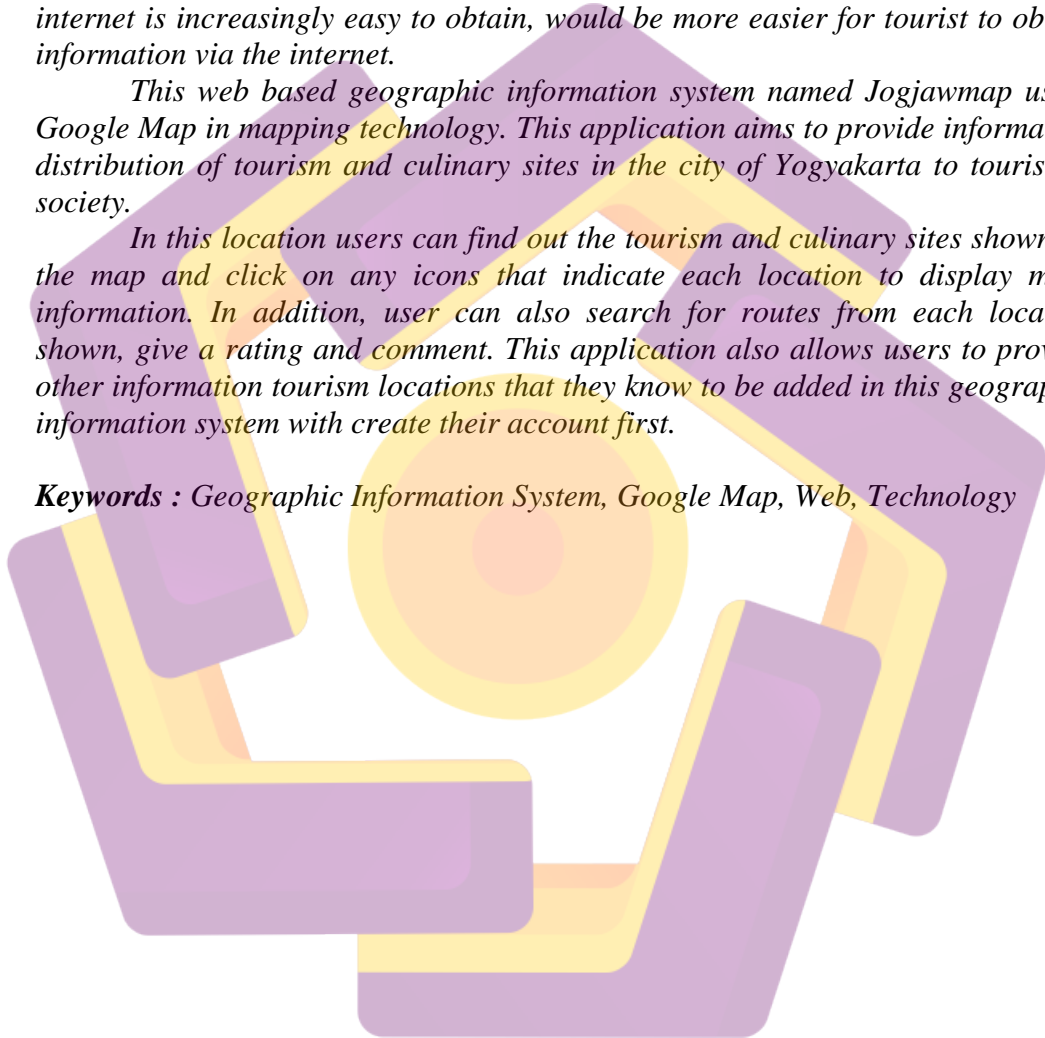 internet is increasingly easy to obtain, would be more easier for tourist to ob
information via the internet.
This web based geographic information system named Jogjawmap us
Google Map in mapping technology. This application aims to provide informa
distribution of tourism and culinary sites in the city of Yogyakarta to touris
society.
In this location users can find out the tourism and culinary sites shown
the map and click on any icons that indicate each location to display m
information. In addition, user can also search for routes from each loca
shown, give a rating and comment. This application also allows users to prov
other information tourism locations that they know to be added in this geograp
information system with create their account first.
Keywords : Geographic Information System, Google Map, Web, Technology